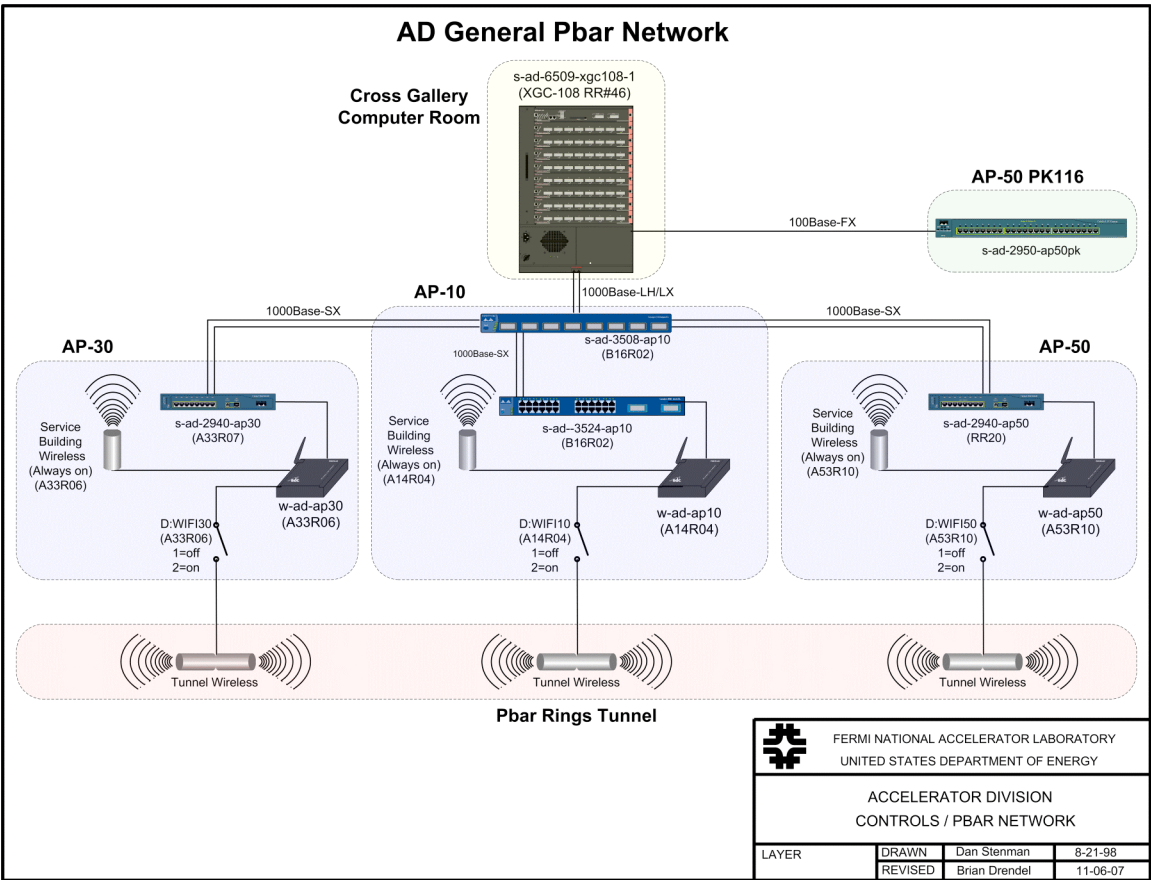 AD General Pbar Network
s-ad-6509-xgc108-1
(XGC-108 RR#46)
Cross Gallery
Computer Room
AP-50 PK116
100Base-FX
s-ad-2950-ap50pk
AP-10
1000Base-LH/LX
1000Base-SX
1000Base-SX
s-ad-3508-ap10
(B16R02)
1000Base-SX
AP-30
Service
Building
Wireless
(Always on)
(A33R06)
s-ad-2940-ap30
(A33R07)
w-ad-ap30
(A33R06)
D:WIFI30
(A33R06)
1=off
2=on
Service
Building
Wireless
(Always on)
(A14R04)
s-ad--3524-ap10
(B16R02)
w-ad-ap10
(A14R04)
D:WIFI10
(A14R04)
1=off
2=on
AP-50
Service
Building
Wireless
(Always on)
(A53R10)
s-ad-2940-ap50
(RR20)
w-ad-ap50
(A53R10)
D:WIFI50
(A53R10)
1=off
2=on
Tunnel Wireless
Tunnel Wireless
Tunnel Wireless
Pbar Rings Tunnel
FERMI NATIONAL ACCELERATOR LABORATORY
UNITED STATES DEPARTMENT OF ENERGY
ACCELERATOR DIVISION
CONTROLS / PBAR NETWORK
LAYER
DRAWN Dan Stenman 8-21-98
REVISED Brian Drendel 11-06-07